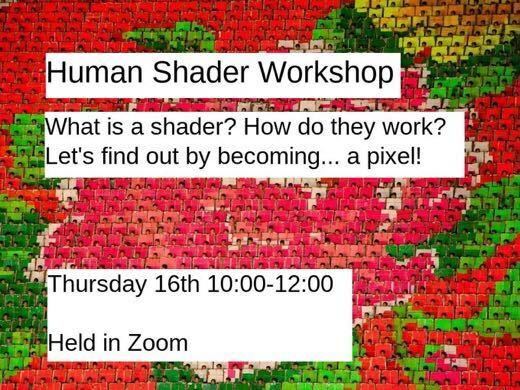 Human Shader Workshop
What is a shader? How do they work?
Let's find out by becoming... a pixel!
Thursday 16th 10:00-12:00
Held in Zoom